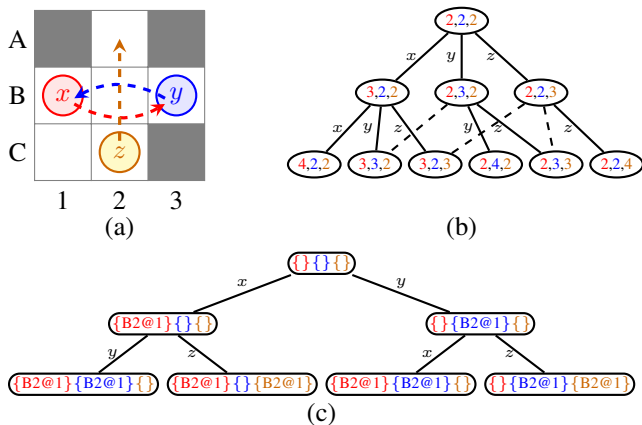 A
B
C
x
y
z
1 2 3
(a)
2,2,2
x y z
3,2,2 2,3,2 2,2,3
x y z y z z
4,2,2 3,3,2 3,2,3 2,4,2 2,3,3 2,2,4
(b)
{}{}{}
x y
{B2@1}{}{} {}{B2@1}{}
y z x z
{B2@1}{B2@1}{} {B2@1}{}{B2@1} {B2@1}{B2@1}{} {}{B2@1}{B2@1}
(c)